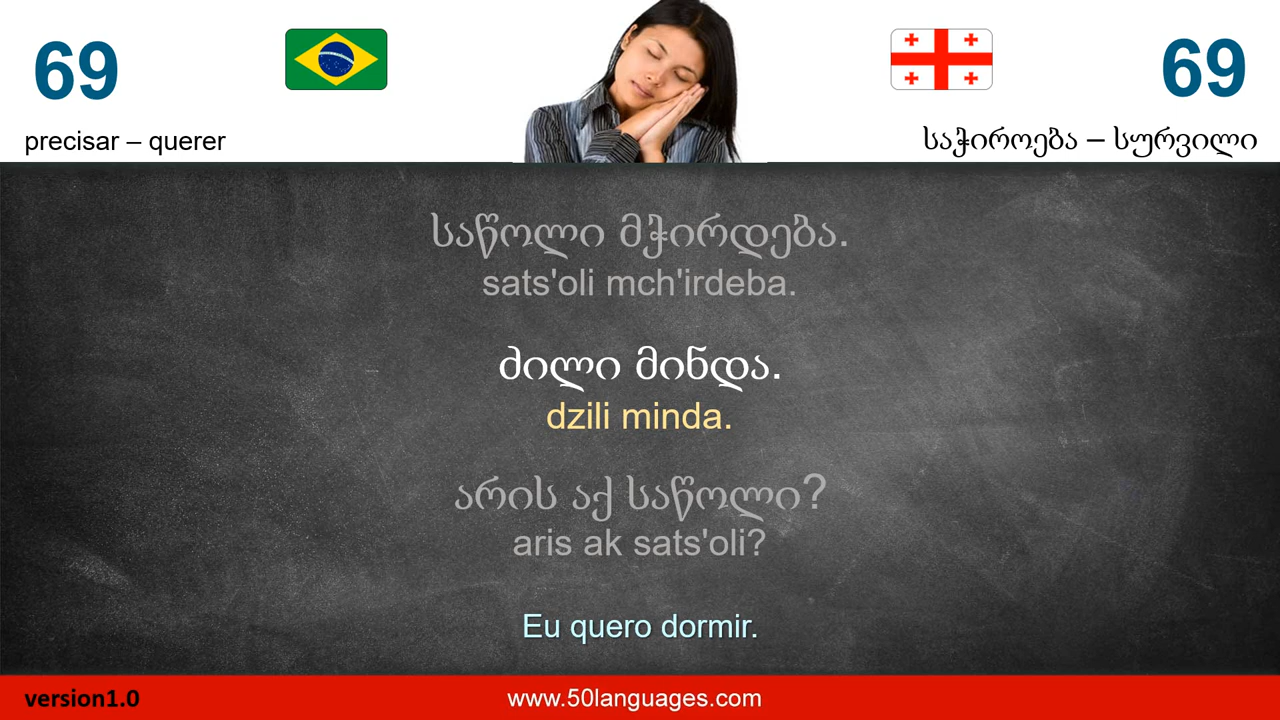 69
69
precisar – querer
საჭიროება – სურვილი
საწოლი მჭირდება.
sats'oli mch'irdeba.
ძილი მინდა.
dzili minda.
არის აქ საწოლი?
aris ak sats'oli?
Eu quero dormir.
version1.0
www.50languages.com